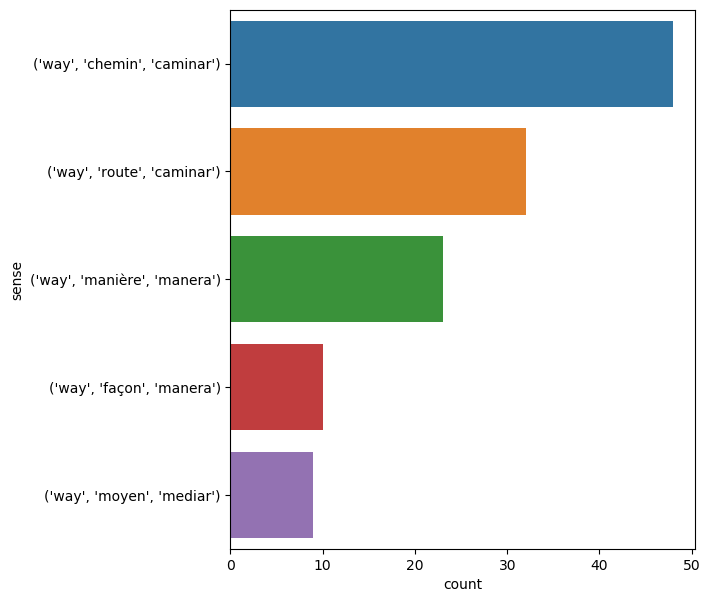 ('way', 'chemin', 'caminar')
('way', 'route', 'caminar')
('way', 'manière', 'manera')
('way', 'façon', 'manera')
('way', 'moyen', 'mediar')
sense
0 10 20 30 40 50
count